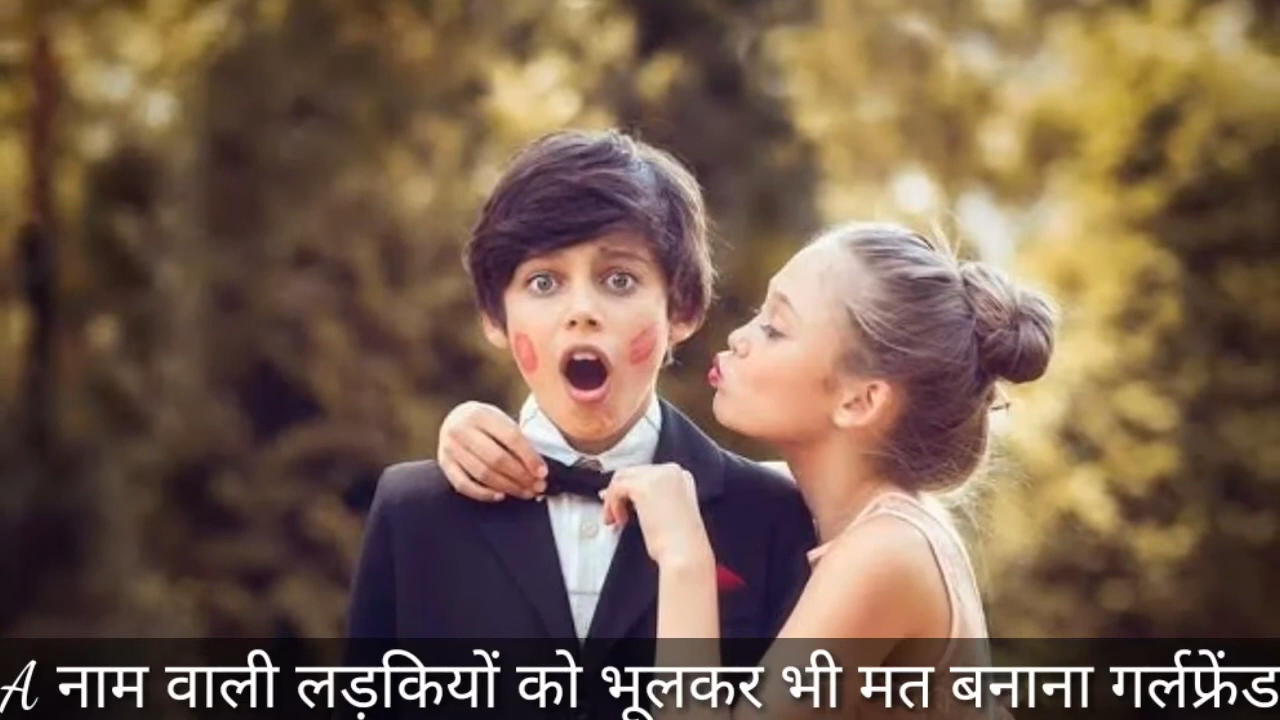 A नाम वाली लड़कियों को भूलकर भी मत बनाना गर्लफ्रेंड